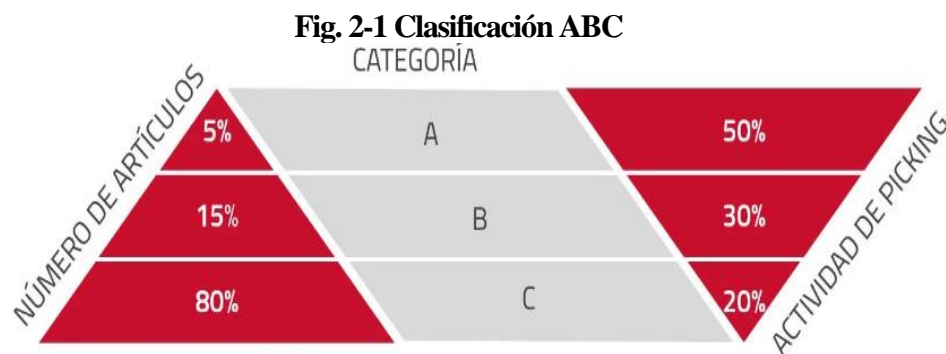 Fig. 2-1 Clasificación ABC
CATEGORÍA
NÚMERO DE ARTÍCULOS
5%
A
50%
15%
B
30%
80%
C
20%
ACTIVIDAD DE PICKING